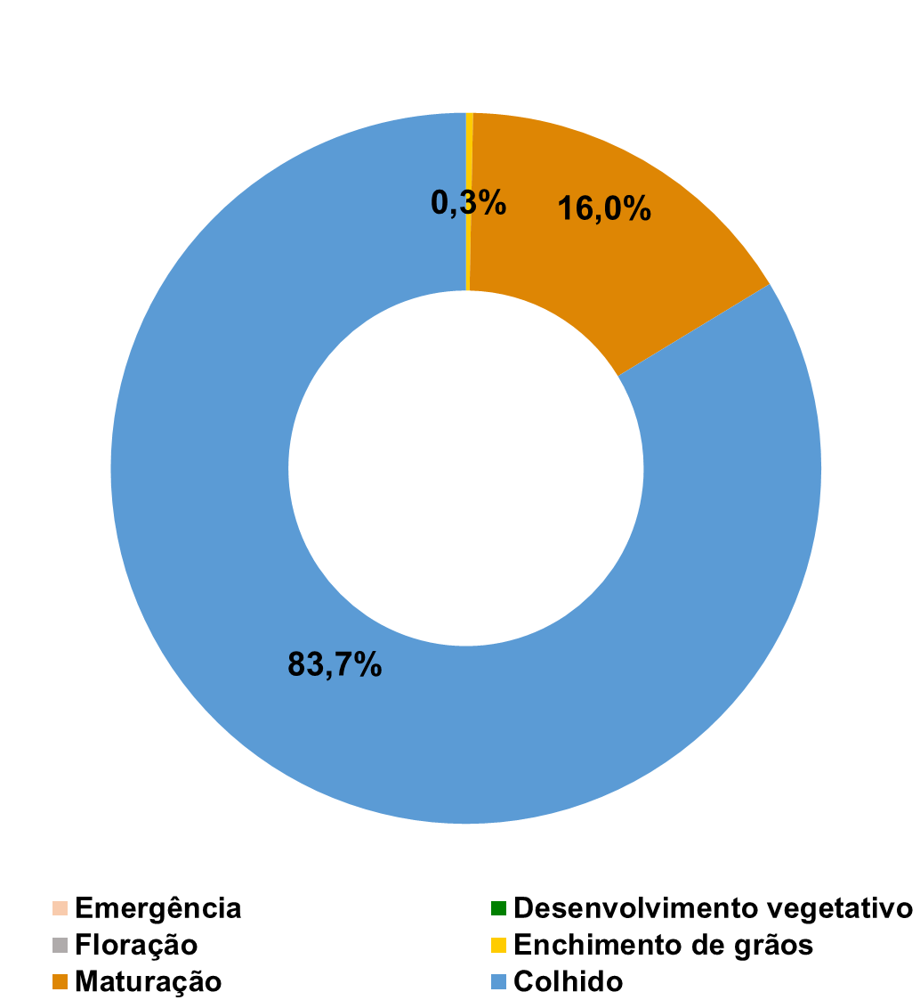 0,3%
16,0%
83,7%
Emergência
Desenvolvimento vegetativo
Floração
Enchimento de grãos
Maturação
Colhido